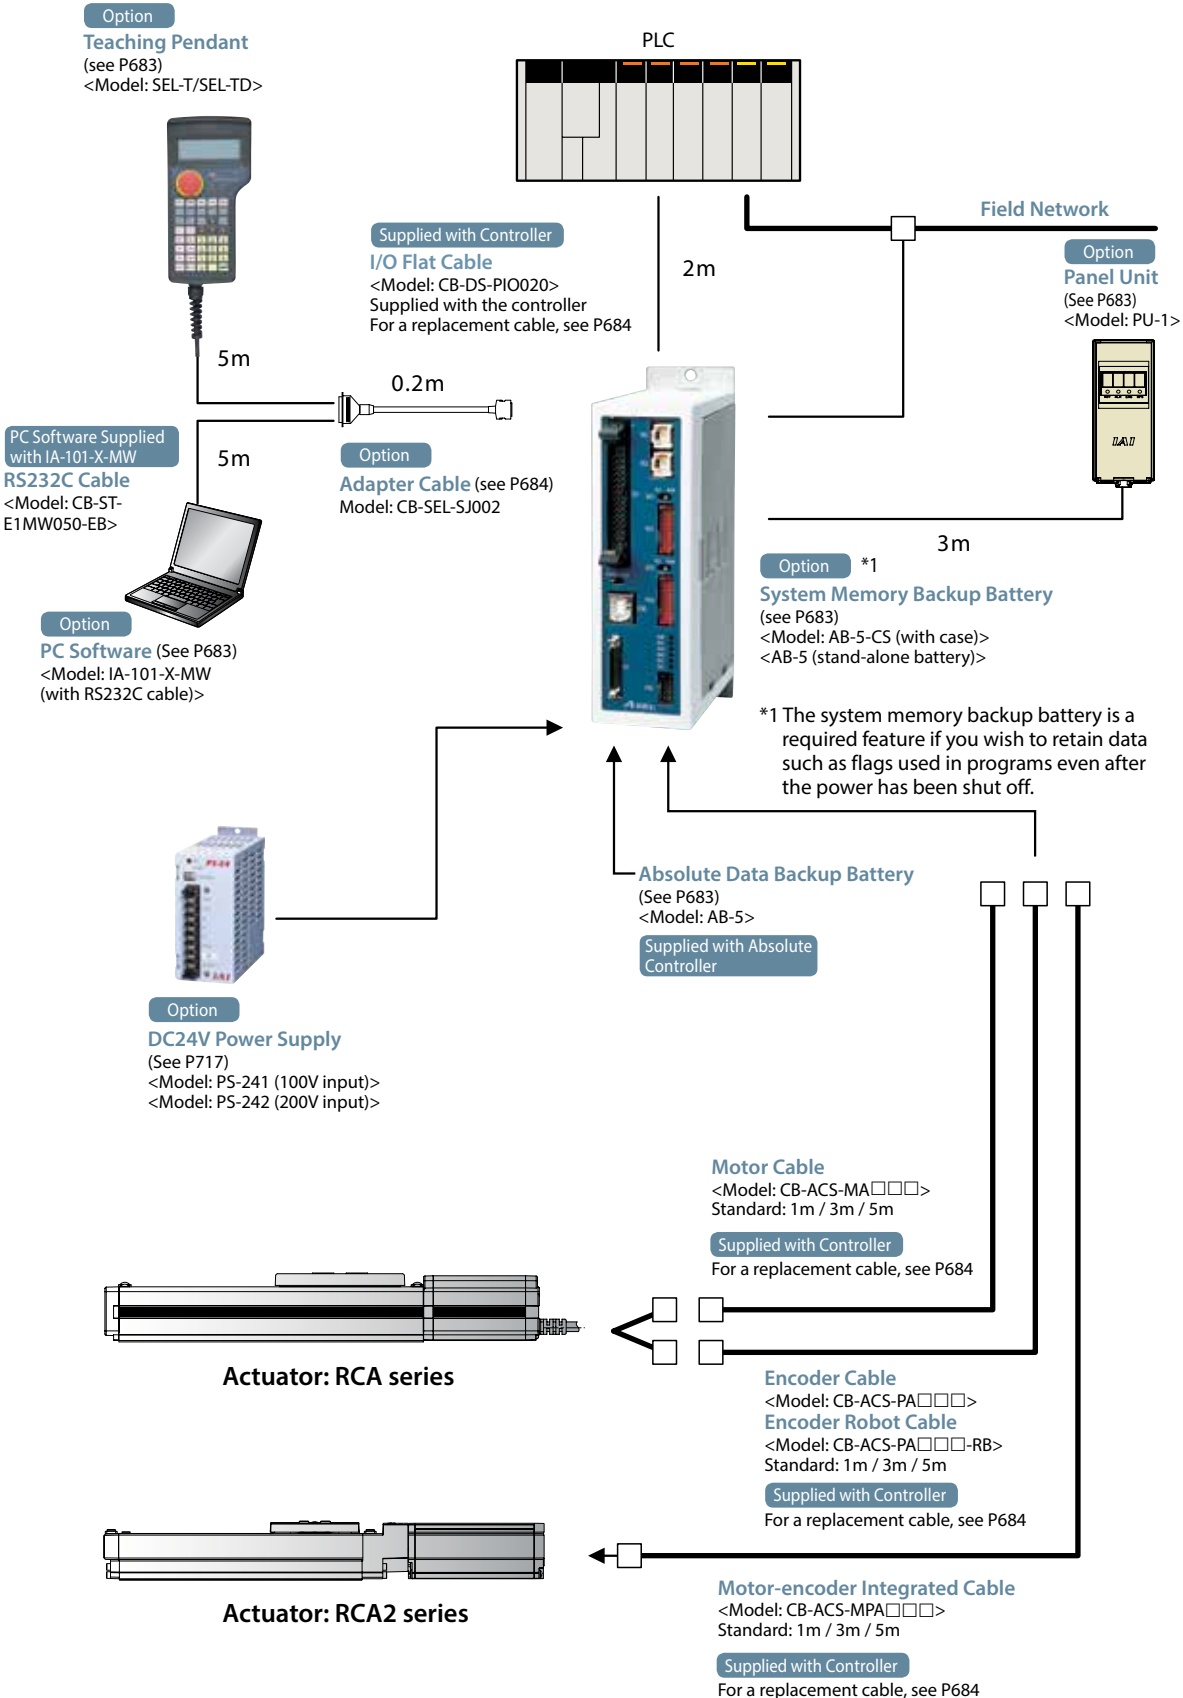 Option
Teaching Pendant
(see P683)
<Model: SEL-T/SEL-TD>
PLC
Supplied with Controller
I/O Flat Cable
<Model: CB-DS-PIO020>
Supplied with the controller
For a replacement cable, see P684
2m
Field Network
Option
Panel Unit
(See P683)
<Model: PU-1>
IAI
5m
0.2m
PC Software Supplied
with IA-101-X-MW
RS232C Cable
<Model: CB-ST-
E1MW050-EB>
5m
Option
Adapter Cable (see P684)
Model: CB-SEL-SJ002
3m
Option *1
System Memory Backup Battery
(see P683)
<Model: AB-5-CS (with case)>
<AB-5 (stand-alone battery)>
Option
PC Software (See P683)
<Model: IA-101-X-MW
(with RS232C cable)>
*1 The system memory backup battery is a
required feature if you wish to retain data
such as flags used in programs even after
the power has been shut off.
PS-24
IAI
Absolute Data Backup Battery
(See P683)
<Model: AB-5>
Supplied with Absolute
Controller
Option
DC24V Power Supply
(See P717)
<Model: PS-241 (100V input)>
<Model: PS-242 (200V input)>
Motor Cable
<Model: CB-ACS-MA□□□>
Standard: 1m / 3m / 5m
Supplied with Controller
For a replacement cable, see P684
Actuator: RCA series
Encoder Cable
<Model: CB-ACS-PA□□□>
Encoder Robot Cable
<Model: CB-ACS-PA□□□-RB>
Standard: 1m / 3m / 5m
Supplied with Controller
For a replacement cable, see P684
Actuator: RCA2 series
Motor-encoder Integrated Cable
<Model: CB-ACS-MPA□□□>
Standard: 1m / 3m / 5m
Supplied with Controller
For a replacement cable, see P684